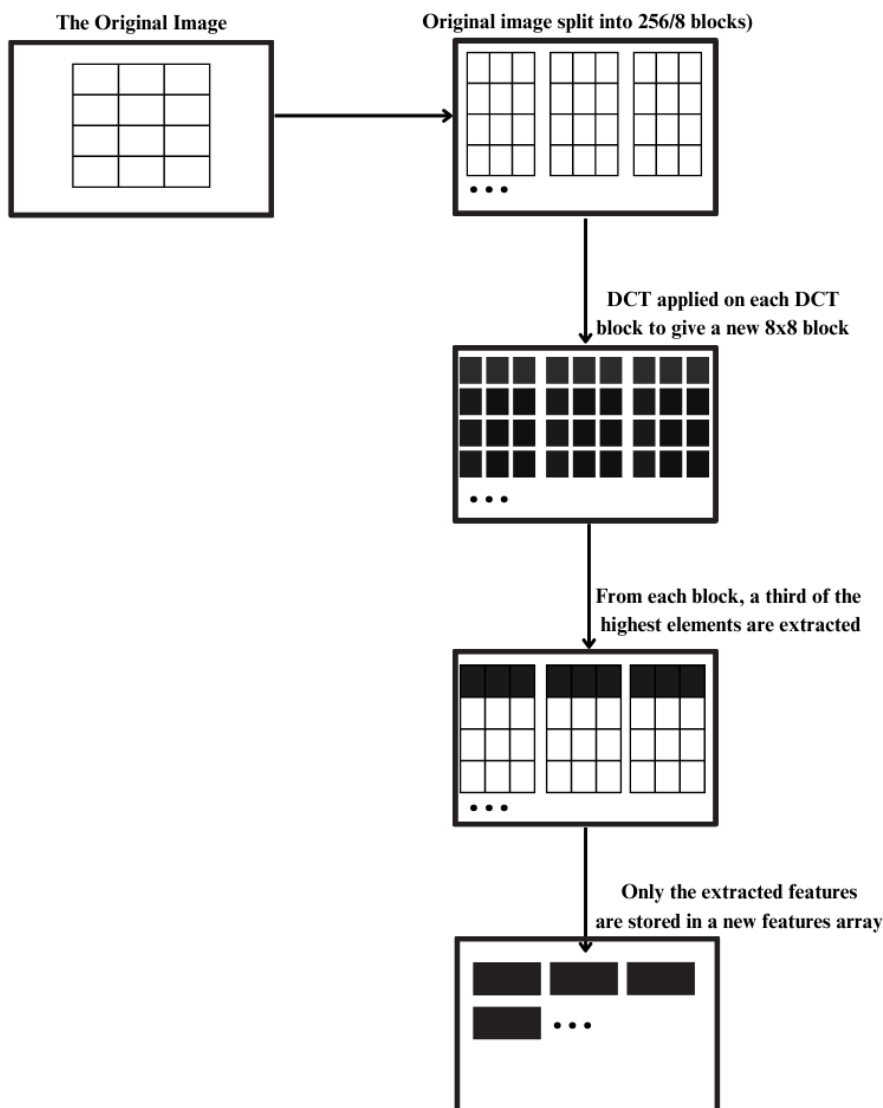 The Original Image
Original image split into 256/8 blocks)
DCT applied on each DCT
block to give a new 8x8 block
From each block, a third of the
highest elements are extracted
Only the extracted features
are stored in a new features array